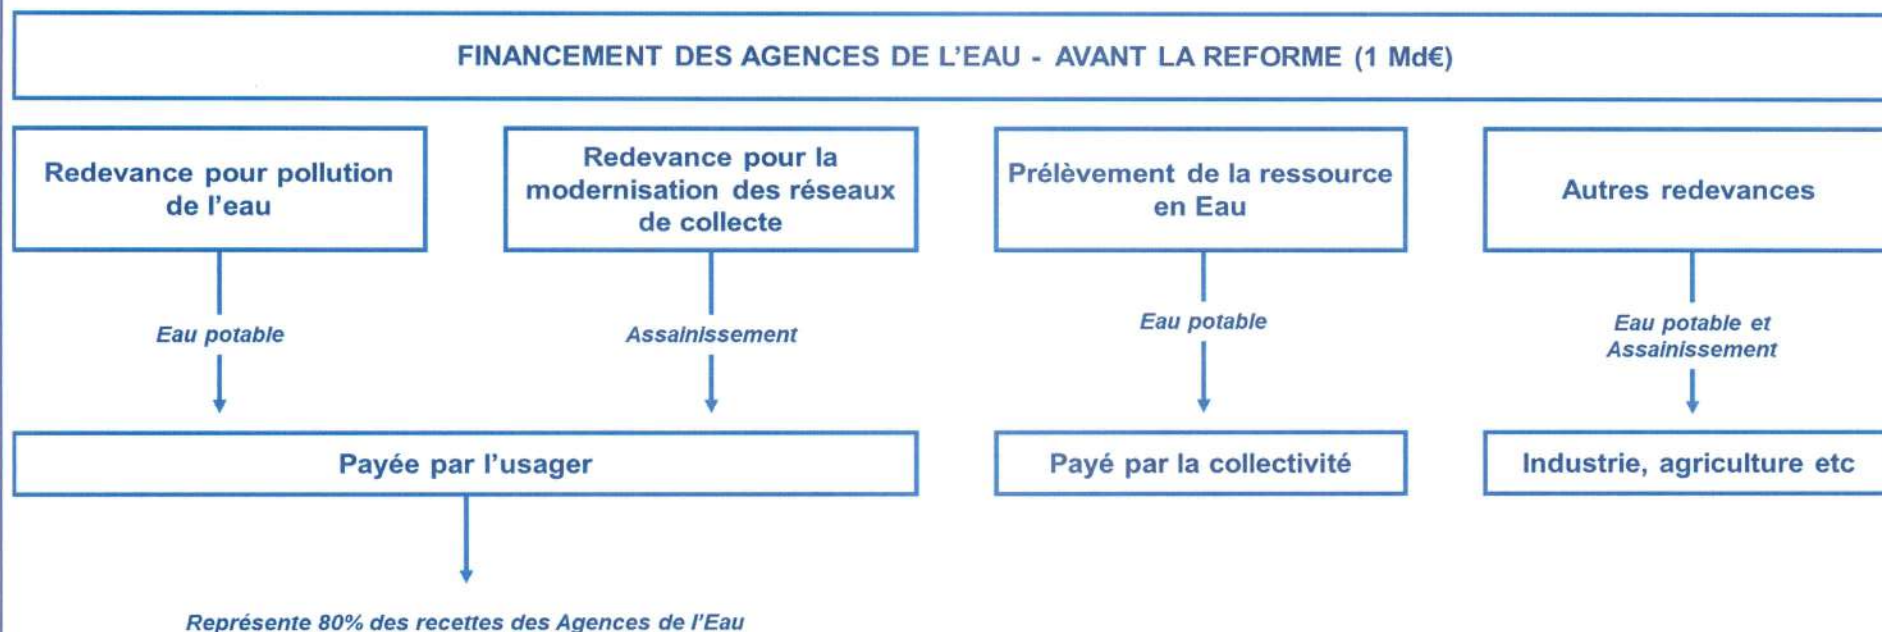 FINANCEMENT DES AGENCES DE L'EAU - AVANT LA REFORME (1 Md€)
Redevance pour pollution
de l'eau
Redevance pour la
modernisation des réseaux
de collecte
Prélèvement de la ressource
en Eau
Autres redevances
Eau potable
Assainissement
Eau potable
Eau potable et
Assainissement
Payée par l'usager
Payé par la collectivité
Industrie, agriculture etc
Représente 80% des recettes des Agences de l'Eau